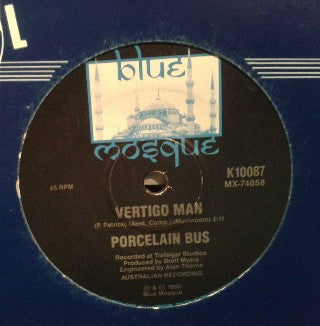 blue
mosque
K10087
MX-74058
45 RPM
VERTIGO MAN
(P. Patrick) (Aust. Comp.) (Mushroom) 3:11
PORCELAIN BUS
Recorded at Trafalgar Studios
Produced by Brett Myers
Engineered by Alan Thorne
AUSTRALIAN RECORDING
℗ & © 1990
Blue Mosque